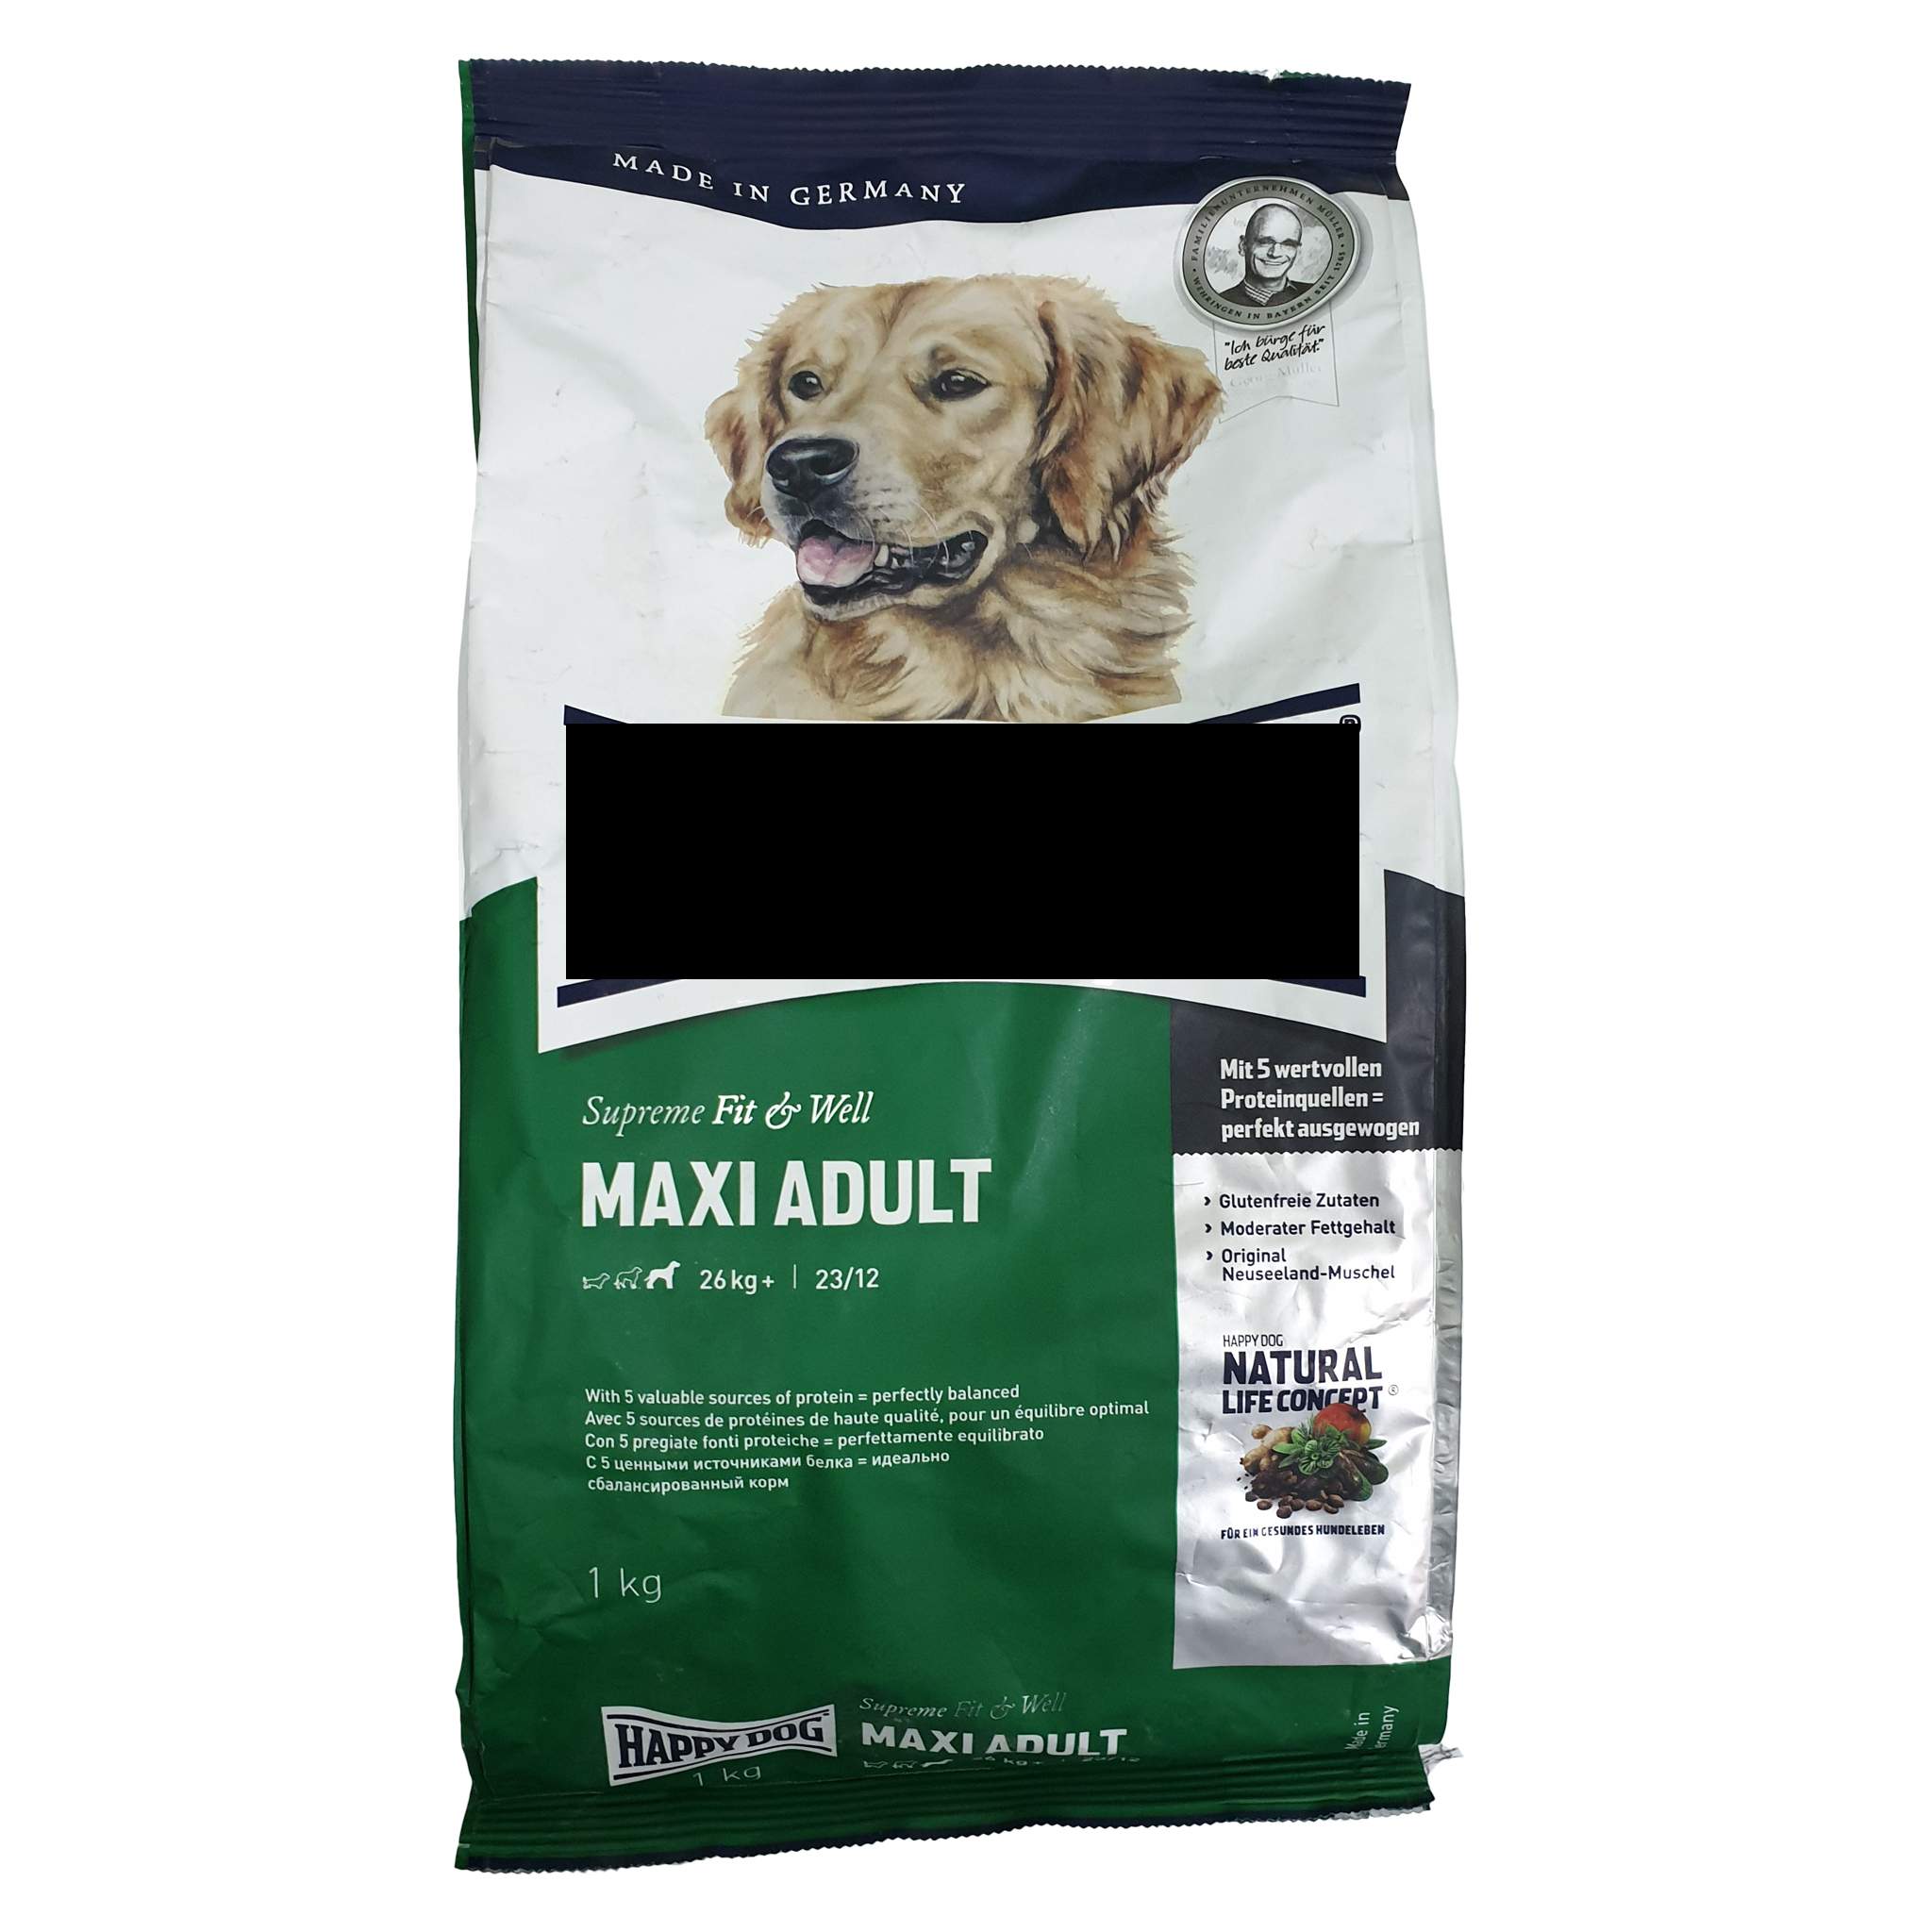 MADE IN GERMANY
FAMILIENUNTERNEHMEN MÜLLER
WEHRINGEN IN BAYERN SEIT 1765
"Ich bürge für
beste Qualität."
®
Mit 5 wertvollen
Proteinquellen =
perfekt ausgewogen
Supreme Fit & Well
MAXI ADULT
26 kg+ | 23/12
› Glutenfreie Zutaten
› Moderater Fettgehalt
› Original
Neuseeland-Muschel
HAPPY DOG
NATURAL
LIFE CONCEPT®
FÜR EIN GESUNDES HUNDELEBEN
With 5 valuable sources of protein = perfectly balanced
Avec 5 sources de protéines de haute qualité, pour un équilibre optimal
Con 5 pregiate fonti proteiche = perfettamente equilibrato
С 5 ценными источниками белка = идеально
сбалансированный корм
1 kg
HAPPY DOG
1 kg
Supreme Fit & Well
MAXI ADULT
Made in